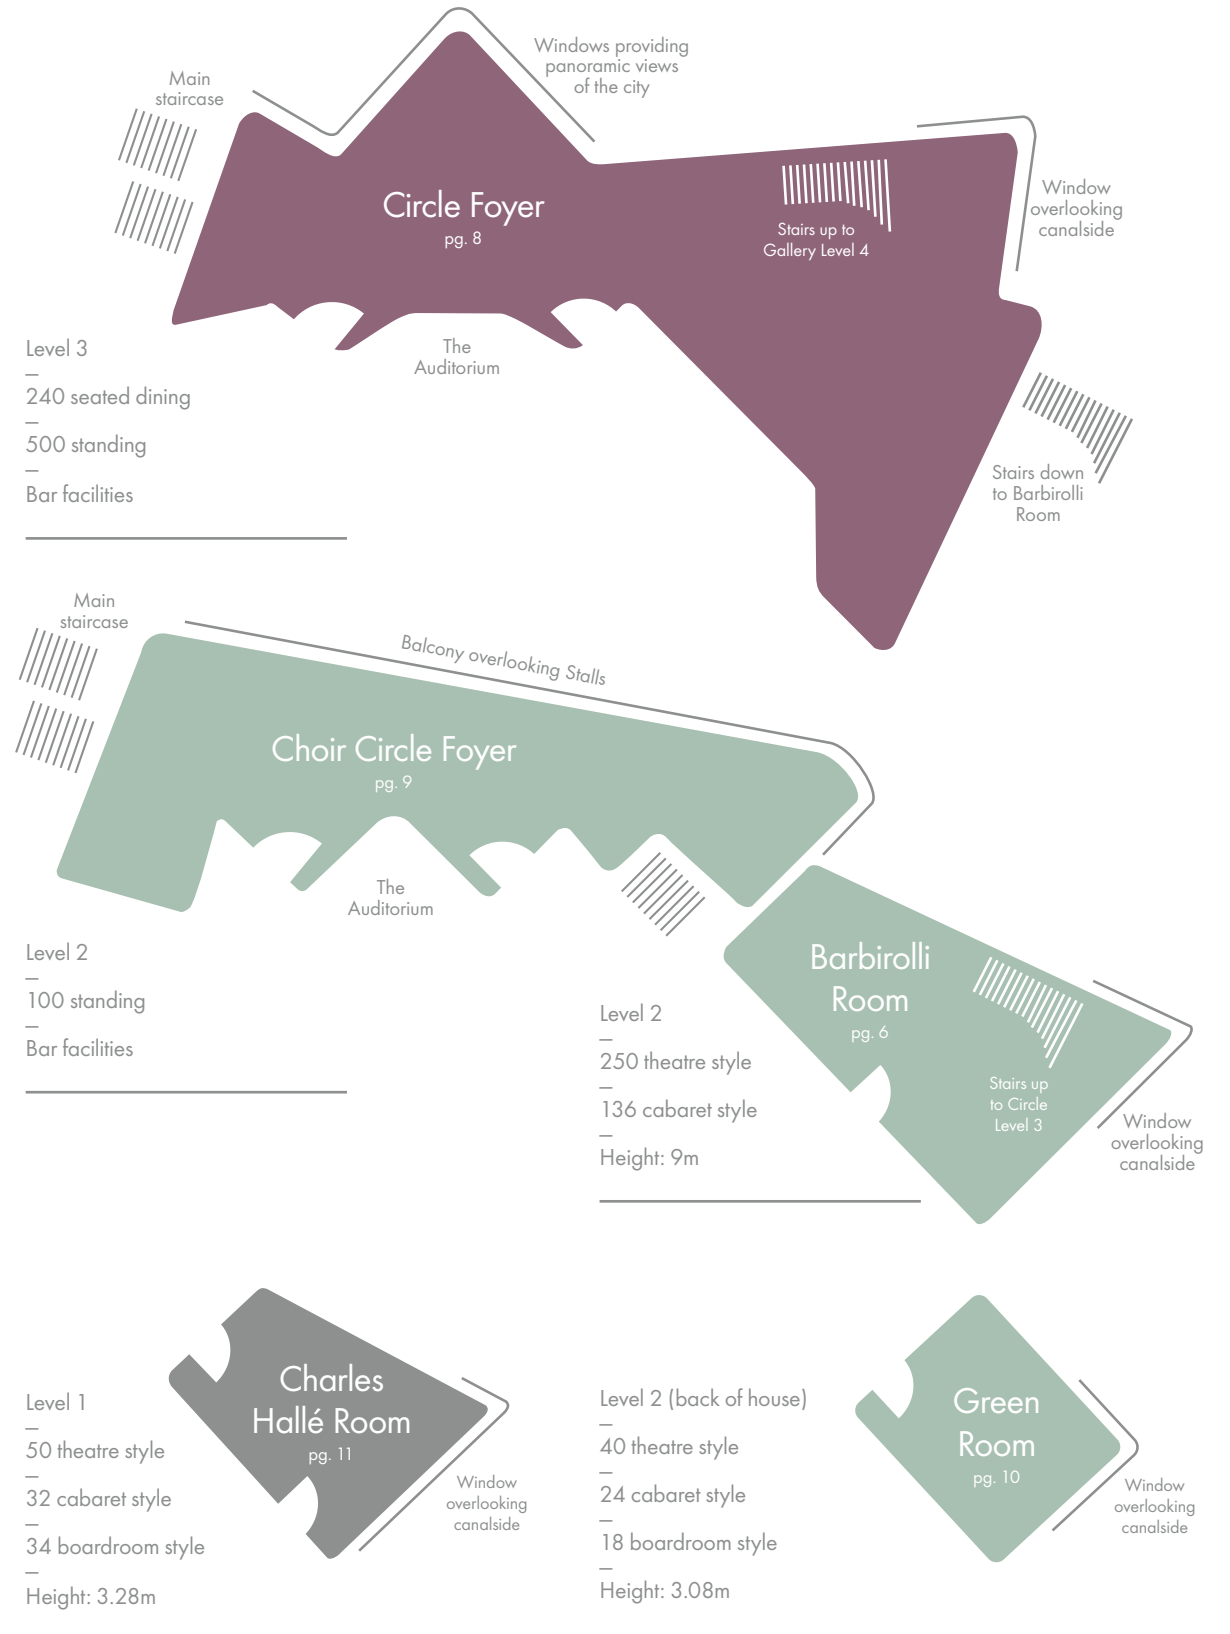 Windows providing
panoramic views
of the city
Main
staircase
Circle Foyer
pg. 8
Window
overlooking
canalside
Stairs up to
Gallery Level 4
The
Auditorium
Level 3
–
240 seated dining
–
500 standing
–
Bar facilities
Stairs down
to Barbirolli
Room
Main
staircase
Balcony overlooking Stalls
Choir Circle Foyer
pg. 9
The
Auditorium
Level 2
–
100 standing
–
Bar facilities
Barbirolli
Room
pg. 6
Stairs up
to Circle
Level 3
Window
overlooking
canalside
Level 2
–
250 theatre style
–
136 cabaret style
–
Height: 9m
Charles
Hallé Room
pg. 11
Window
overlooking
canalside
Level 1
–
50 theatre style
–
32 cabaret style
–
34 boardroom style
–
Height: 3.28m
Green
Room
pg. 10
Window
overlooking
canalside
Level 2 (back of house)
–
40 theatre style
–
24 cabaret style
–
18 boardroom style
–
Height: 3.08m